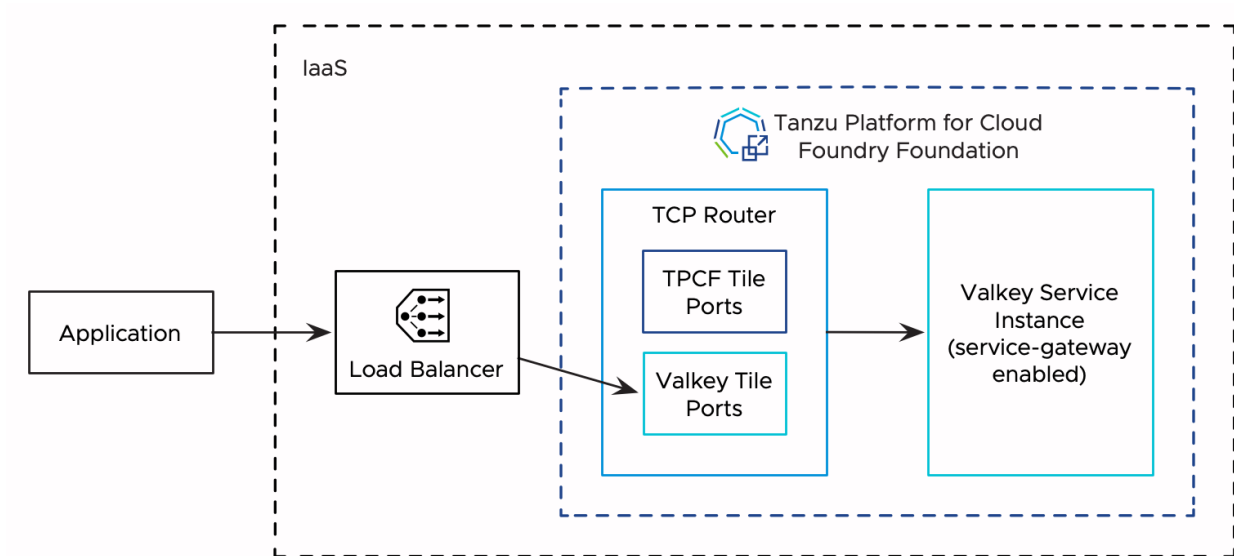 IaaS
Tanzu Platform for Cloud
Foundry Foundation
TCP Router
TPCF Tile
Ports
Valkey Tile
Ports
Valkey Service
Instance
(service-gateway
enabled)
Application
Load Balancer